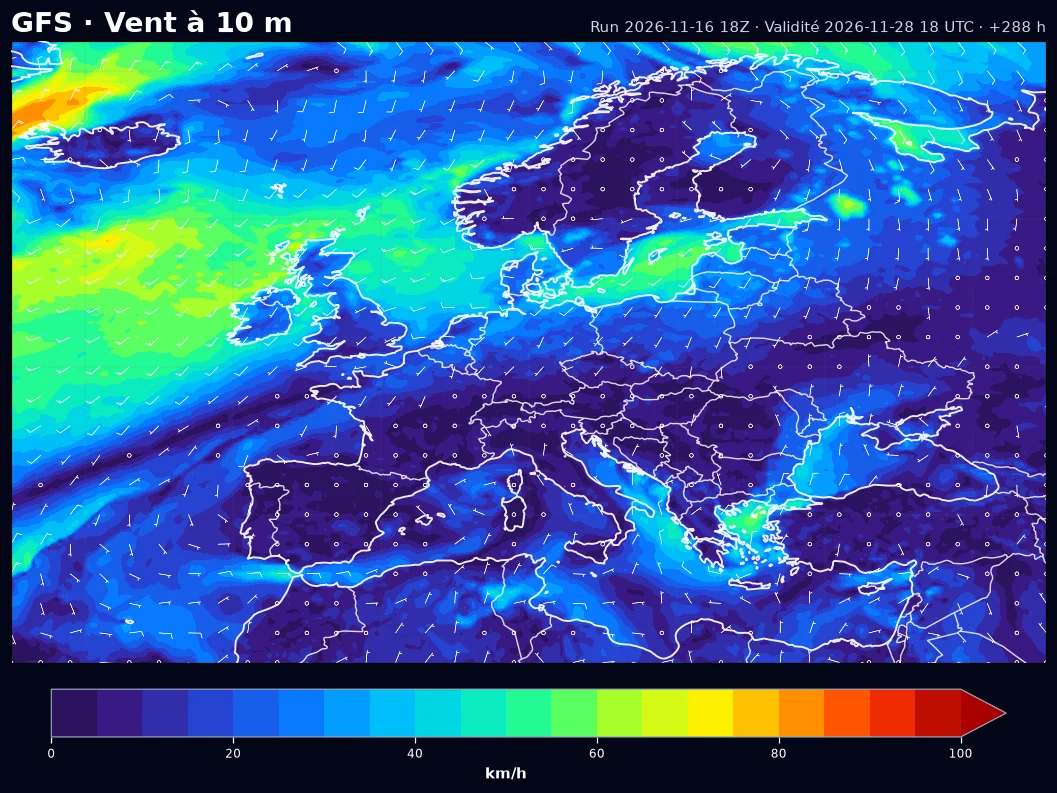 GFS · Vent à 10 m
Run 2026-11-16 18Z · Validité 2026-11-28 18 UTC · +288 h
0 20 40 60 80 100
km/h